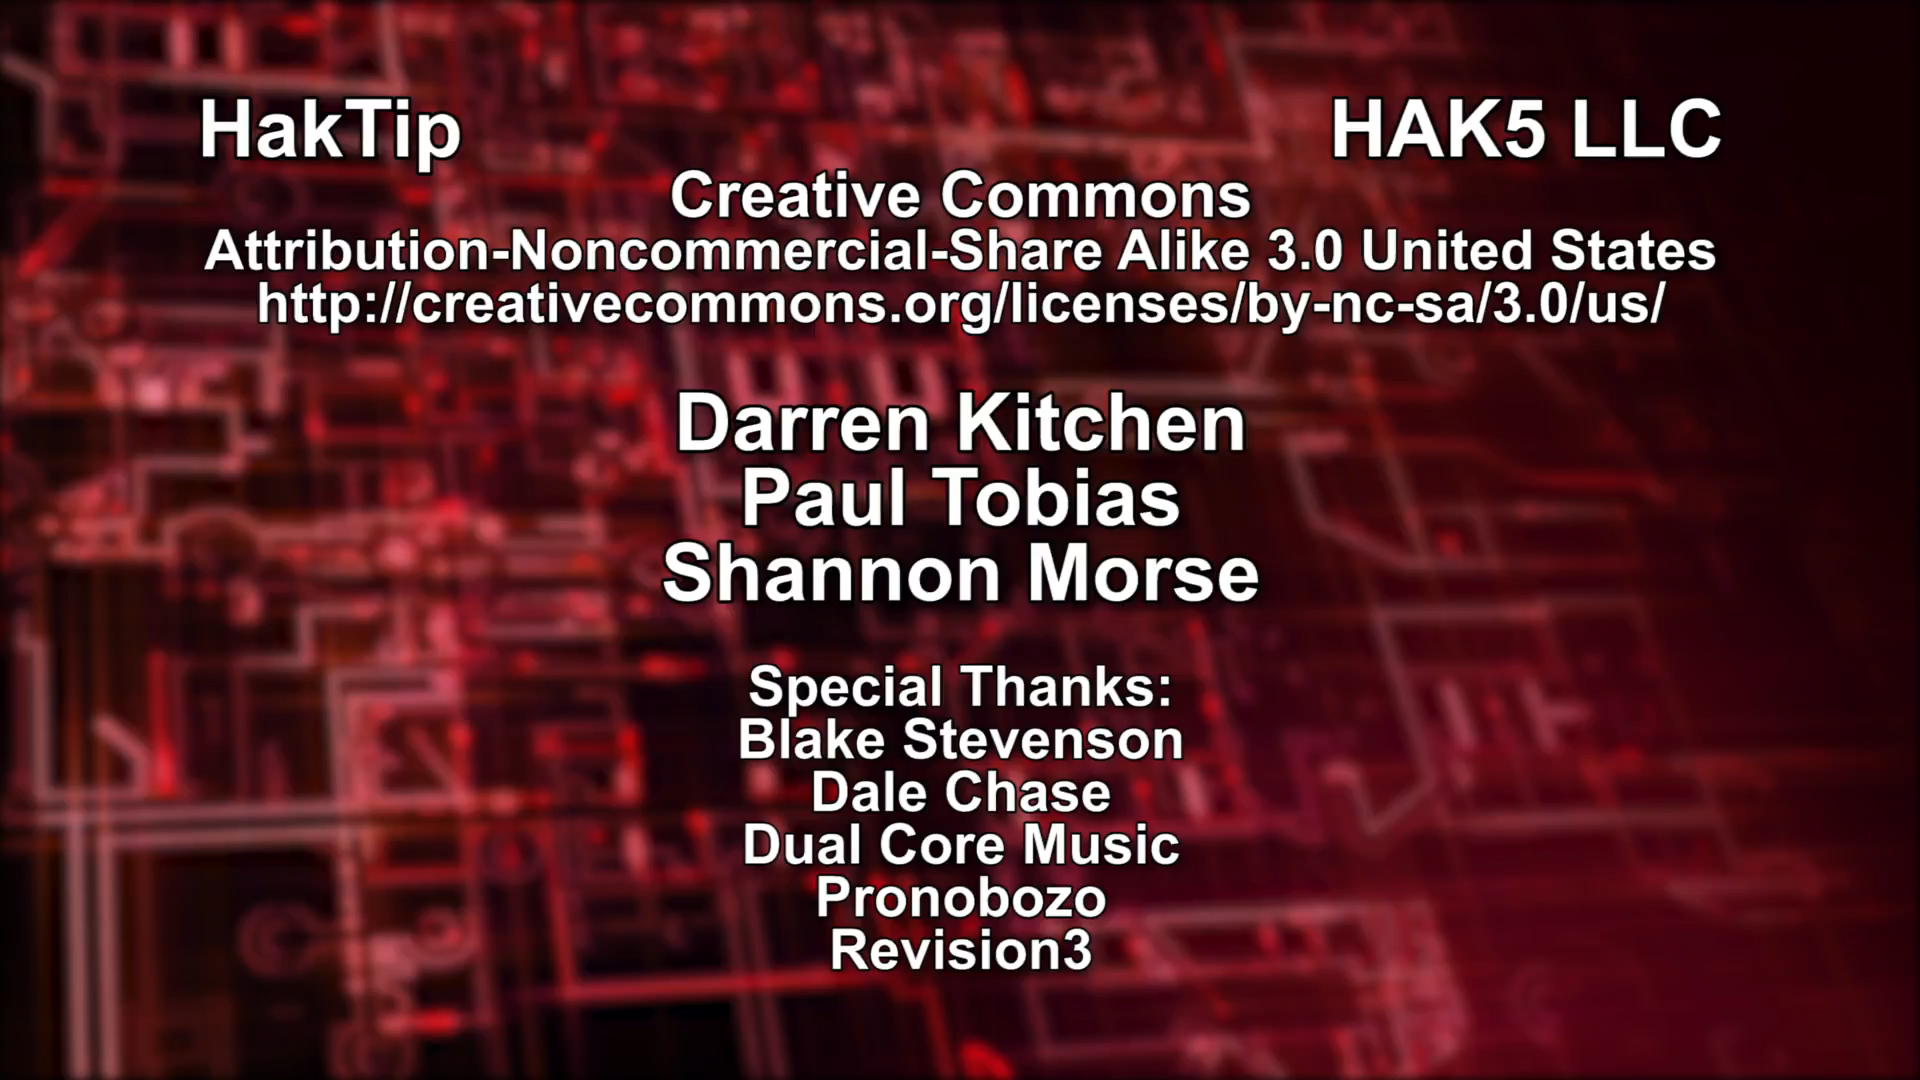 HakTip HAK5 LLC
Creative Commons
Attribution-Noncommercial-Share Alike 3.0 United States
http://creativecommons.org/licenses/by-nc-sa/3.0/us/
Darren Kitchen
Paul Tobias
Shannon Morse
Special Thanks:
Blake Stevenson
Dale Chase
Dual Core Music
Pronobozo
Revision3